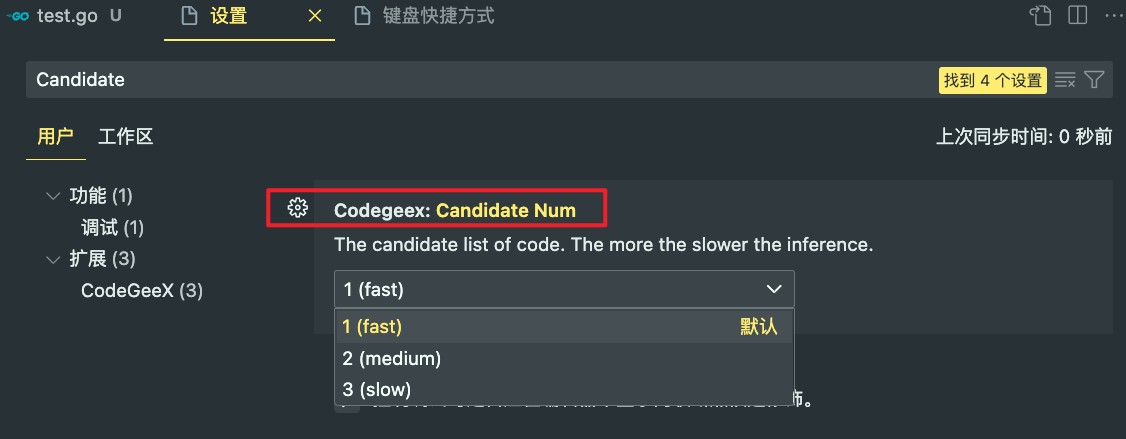 GO test.go U 设置 键盘快捷方式
Candidate 找到 4 个设置
用户 工作区 上次同步时间: 0 秒前
功能 (1)
调试 (1)
扩展 (3)
CodeGeeX (3)
Codegeex: Candidate Num
The candidate list of code. The more the slower the inference.
1 (fast)
1 (fast) 默认
2 (medium)
3 (slow)